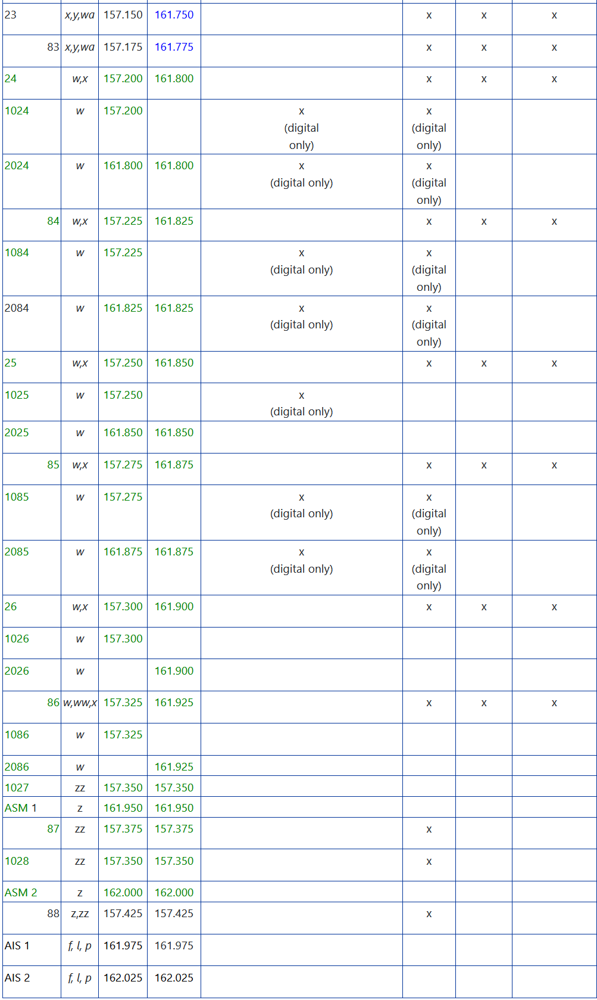 23 x,y,wa 157.150 161.750 x x x
83 x,y,wa 157.175 161.775 x x x
24 w,x 157.200 161.800 x x x
1024 w 157.200 x x
(digital (digital
only) only)
2024 w 161.800 161.800 x x
(digital only) (digital
only)
84 w,x 157.225 161.825 x x x
1084 w 157.225 x x
(digital only) (digital
only)
2084 w 161.825 161.825 x x
(digital only) (digital
only)
25 w,x 157.250 161.850 x x x
1025 w 157.250 x
(digital only)
2025 w 161.850 161.850
85 w,x 157.275 161.875 x x x
1085 w 157.275 x x
(digital only) (digital
only)
2085 w 161.875 161.875 x x
(digital only) (digital
only)
26 w,x 157.300 161.900 x x x
1026 w 157.300
2026 w 161.900
86 w,ww,x 157.325 161.925 x x x
1086 w 157.325
2086 w 161.925
1027 zz 157.350 157.350
ASM 1 z 161.950 161.950
87 zz 157.375 157.375 x
1028 zz 157.350 157.350 x
ASM 2 z 162.000 162.000
88 z,zz 157.425 157.425 x
AIS 1 f, l, p 161.975 161.975
AIS 2 f, l, p 162.025 162.025